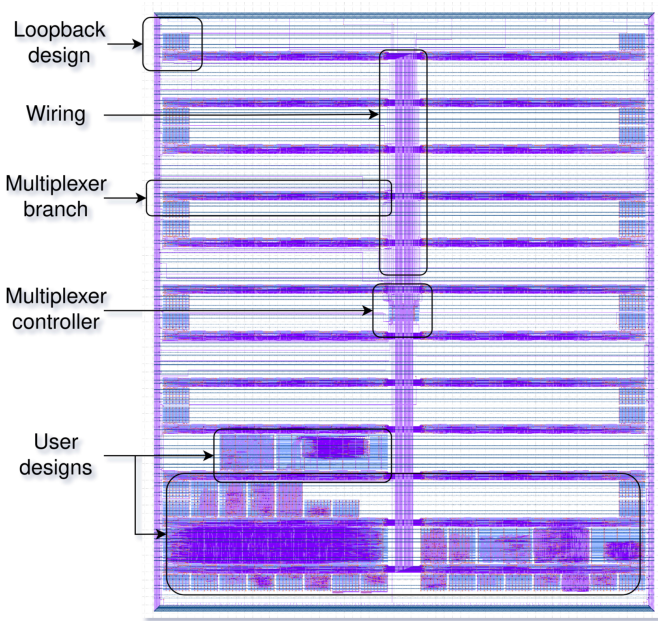 Loopback
design
Wiring
Multiplexer
branch
Multiplexer
controller
User
designs